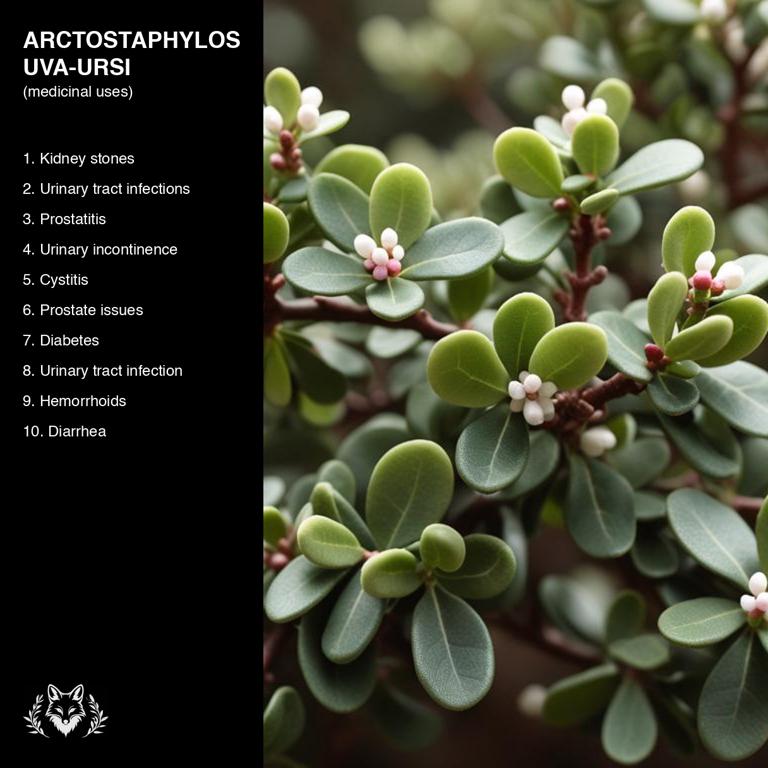 ARCTOSTAPHYLOS
UVA-URSI
(medicinal uses)
1. Kidney stones
2. Urinary tract infections
3. Prostatitis
4. Urinary incontinence
5. Cystitis
6. Prostate issues
7. Diabetes
8. Urinary tract infection
9. Hemorrhoids
10. Diarrhea